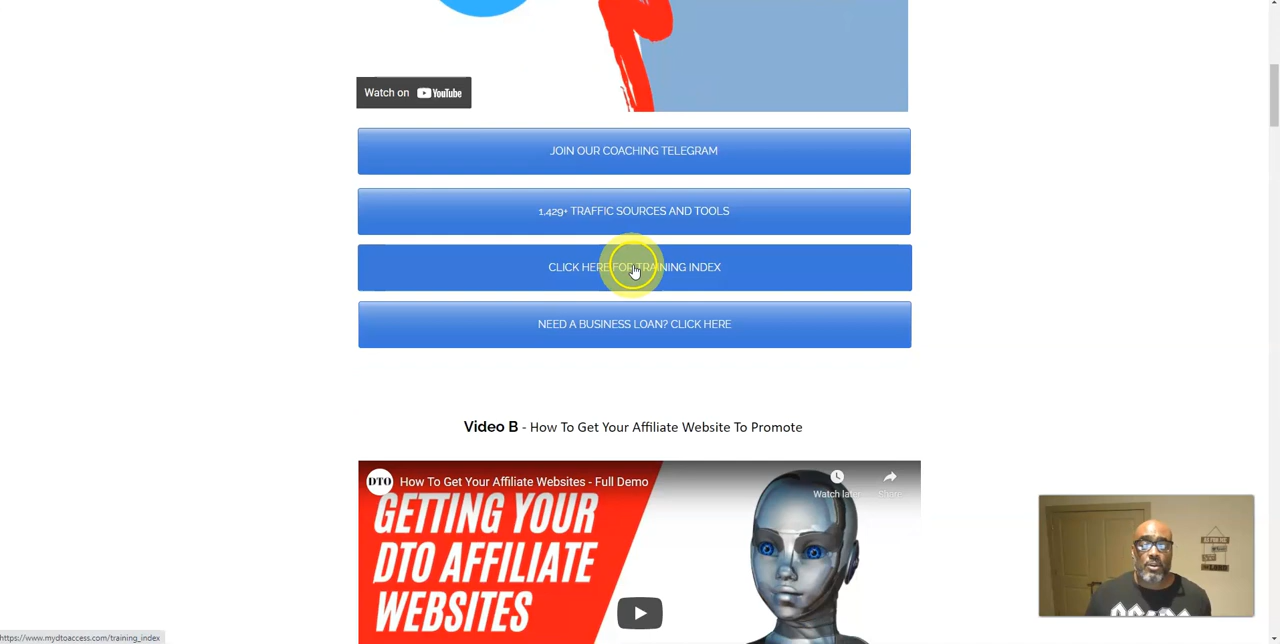 Watch on YouTube
JOIN OUR COACHING TELEGRAM
1,429+ TRAFFIC SOURCES AND TOOLS
CLICK HERE FOR TRAINING INDEX
NEED A BUSINESS LOAN? CLICK HERE
Video B - How To Get Your Affiliate Website To Promote
DTO How To Get Your Affiliate Websites - Full Demo
Watch later Share
GETTING YOUR
DTO AFFILIATE
WEBSITES
https://www.mydtoaccess.com/training_index